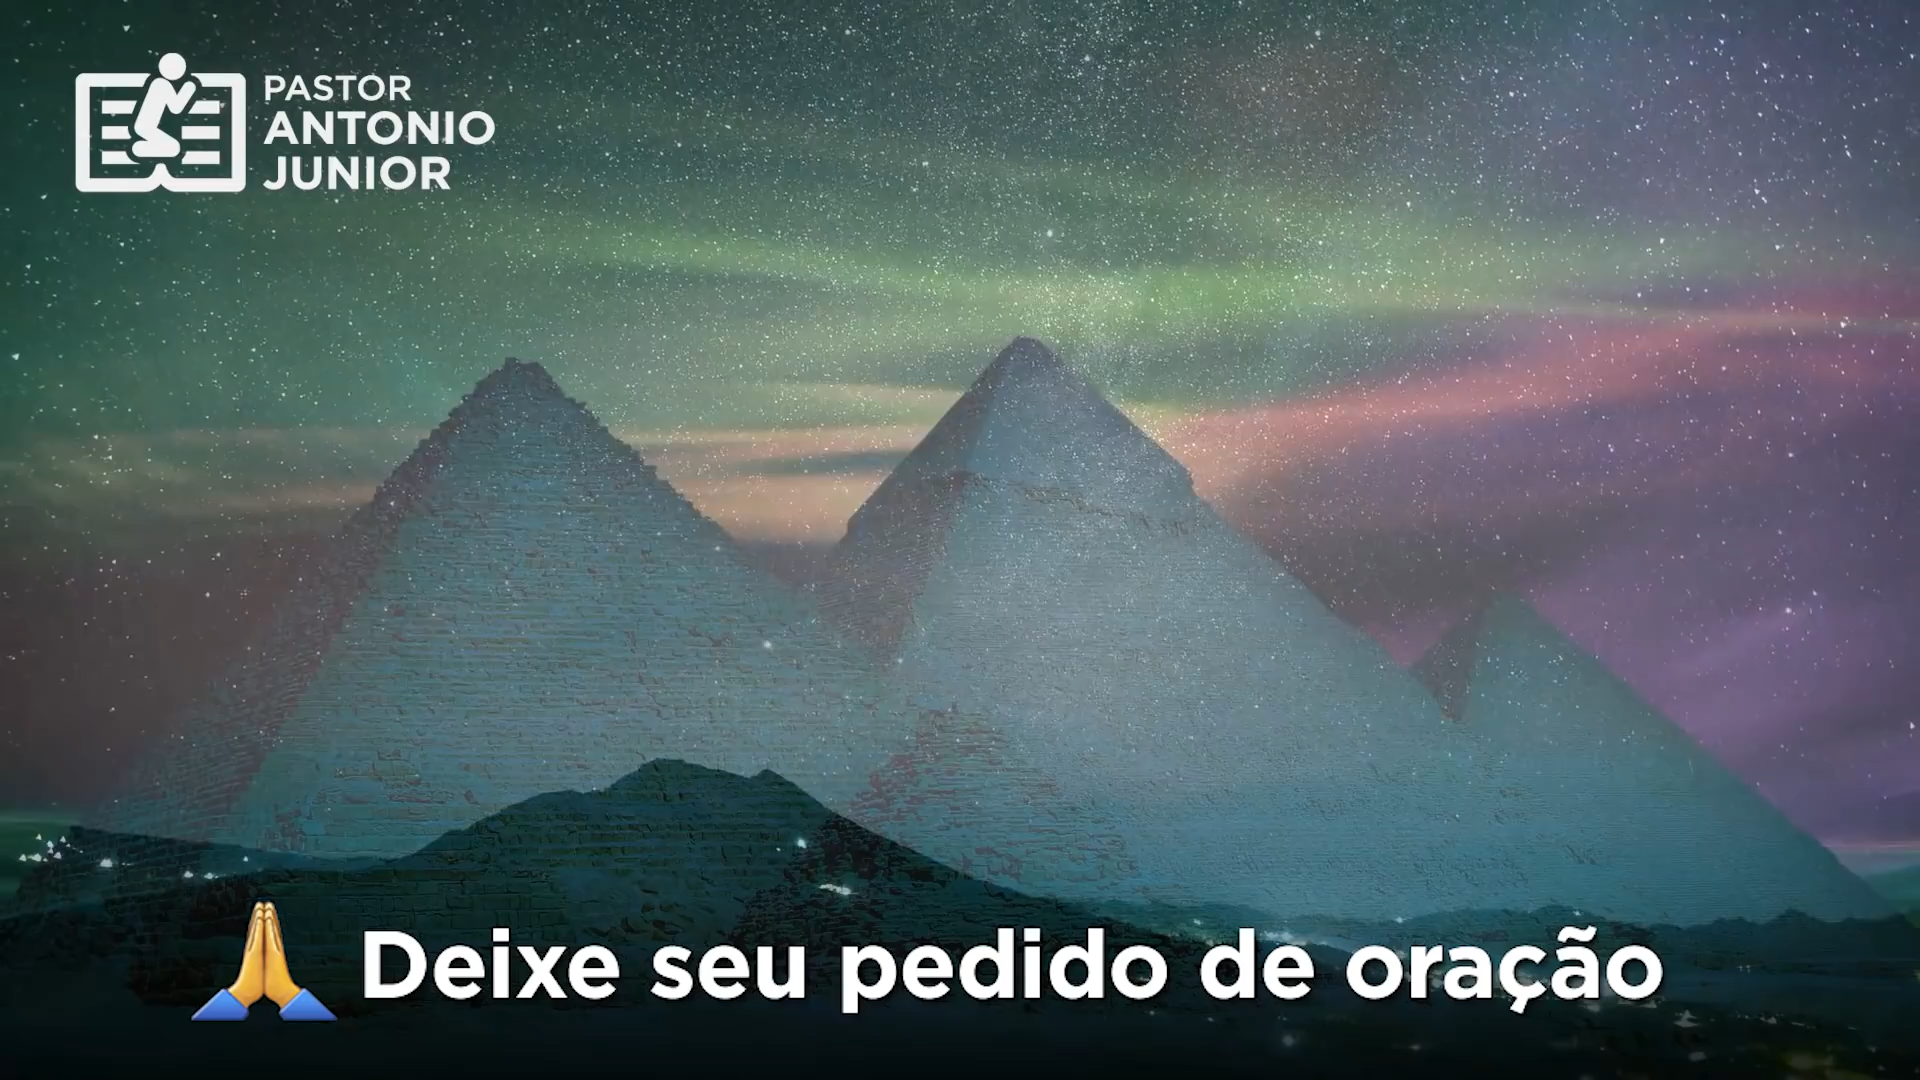 PASTOR
ANTONIO
JUNIOR
🙏 Deixe seu pedido de oração